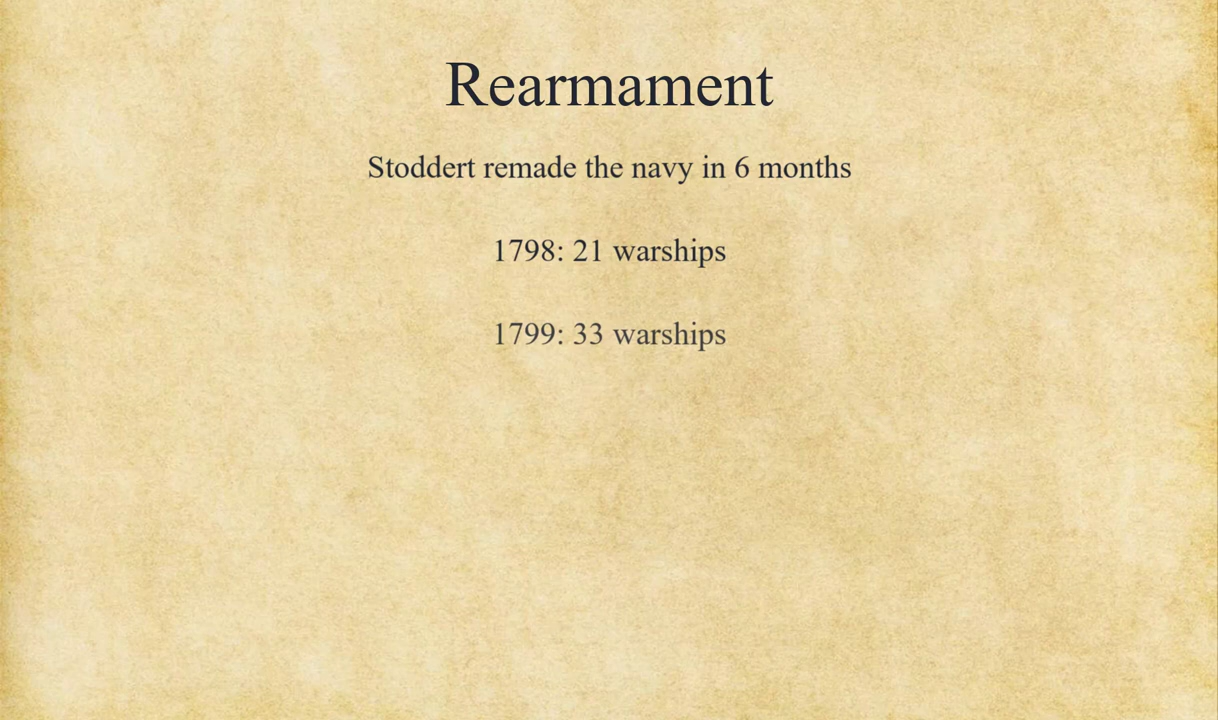 Rearmament
Stoddert remade the navy in 6 months
1798: 21 warships
1799: 33 warships